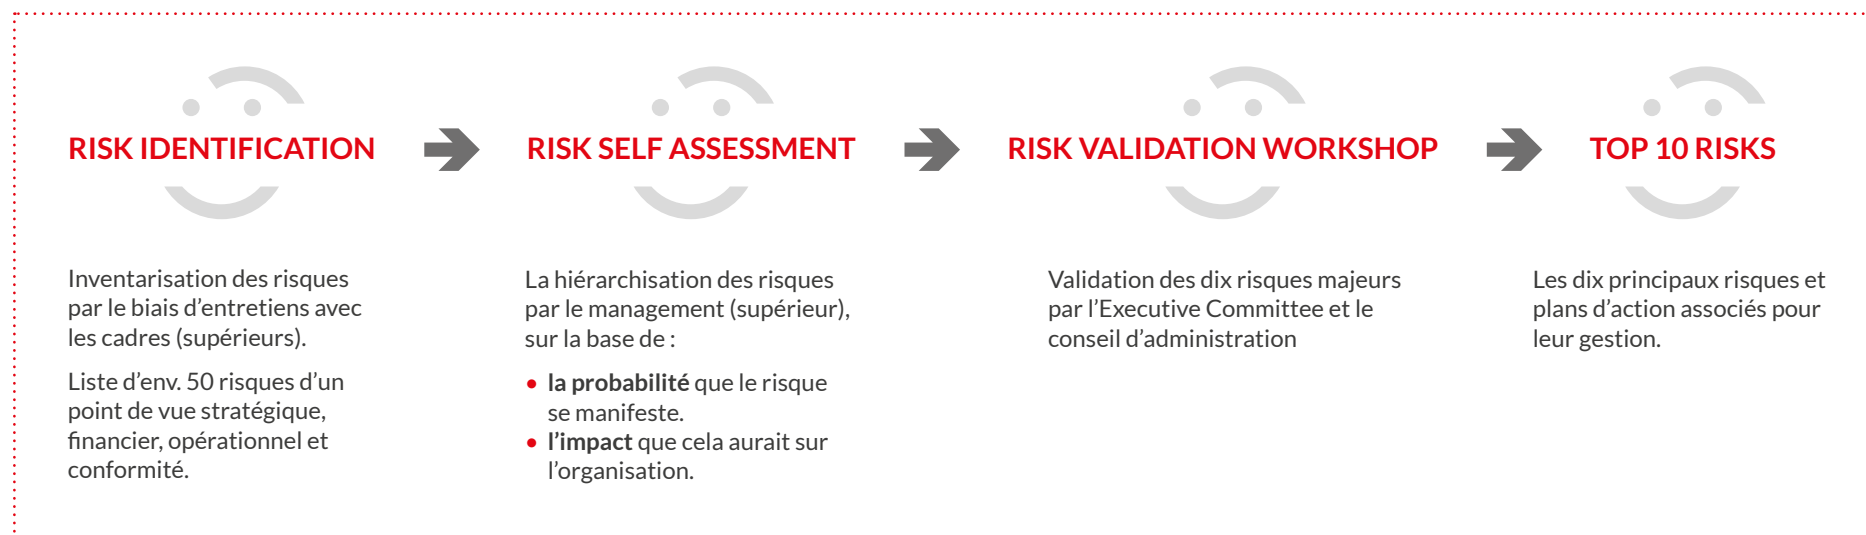 RISK IDENTIFICATION
Inventarisation des risques
par le biais d’entretiens avec
les cadres (supérieurs).
Liste d’env. 50 risques d’un
point de vue stratégique,
financier, opérationnel et
conformité.
RISK SELF ASSESSMENT
La hiérarchisation des risques
par le management (supérieur),
sur la base de :
• la probabilité que le risque
se manifeste.
• l’impact que cela aurait sur
l’organisation.
RISK VALIDATION WORKSHOP
Validation des dix risques majeurs
par l’Executive Committee et le
conseil d’administration
TOP 10 RISKS
Les dix principaux risques et
plans d’action associés pour
leur gestion.